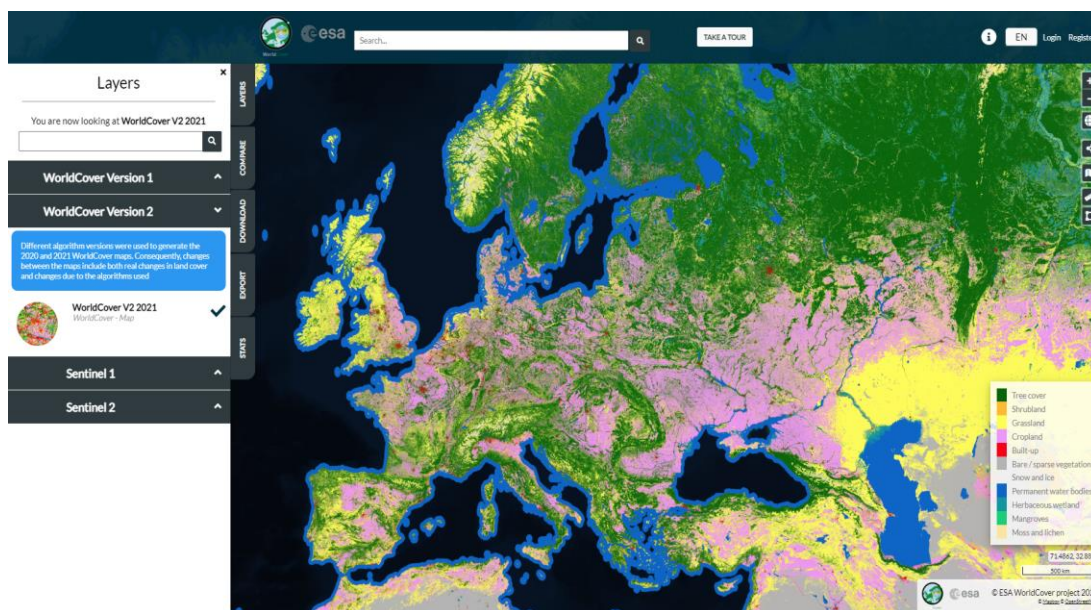 esa
Search...
TAKE A TOUR
EN
Login
Layers
You are now looking at WorldCover V2 2021
WorldCover Version 1
WorldCover Version 2
Different algorithm versions were used to generate the
2020 and 2021 WorldCover maps. Consequently, changes
between the maps include both real changes in land cover
and changes due to the algorithms used
WorldCover V2 2021
WorldCover - Map
Sentinel 1
Sentinel 2
LAYERS
COMPARE
DOWNLOAD
EXPORT
STATS
Tree cover
Shrubland
Grassland
Cropland
Built-up
Bare / sparse vegetation
Snow and ice
Permanent water bodies
Herbaceous wetland
Mangroves
Moss and lichen
500 km
esa
© ESA WorldCover project